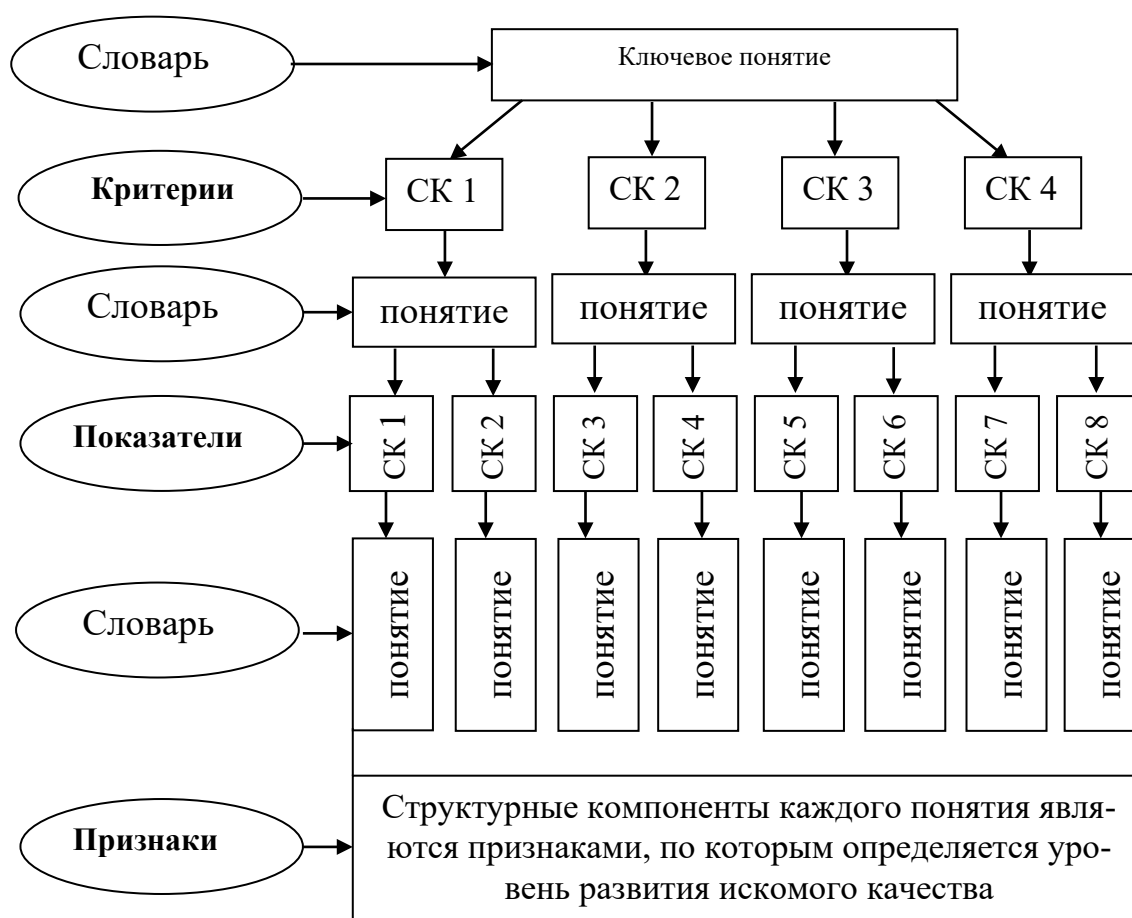 Словарь
Ключевое понятие
Критерии
СК 1
СК 2
СК 3
СК 4
Словарь
понятие
понятие
понятие
понятие
Показатели
СК 1
СК 2
СК 3
СК 4
СК 5
СК 6
СК 7
СК 8
Словарь
понятие
понятие
понятие
понятие
понятие
понятие
понятие
понятие
Признаки
Структурные компоненты каждого понятия явля-
ются признаками, по которым определяется уро-
вень развития искомого качества